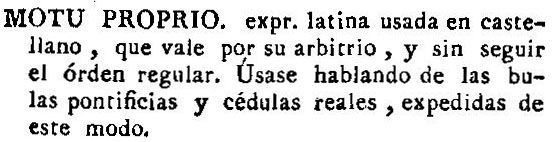 MOTU PROPRIO. expr. latina usada en caste-
llano , que vale por su arbitrio , y sin seguir
el órden regular. Úsase hablando de las bu-
las pontificias y cédulas reales , expedidas de
este modo.